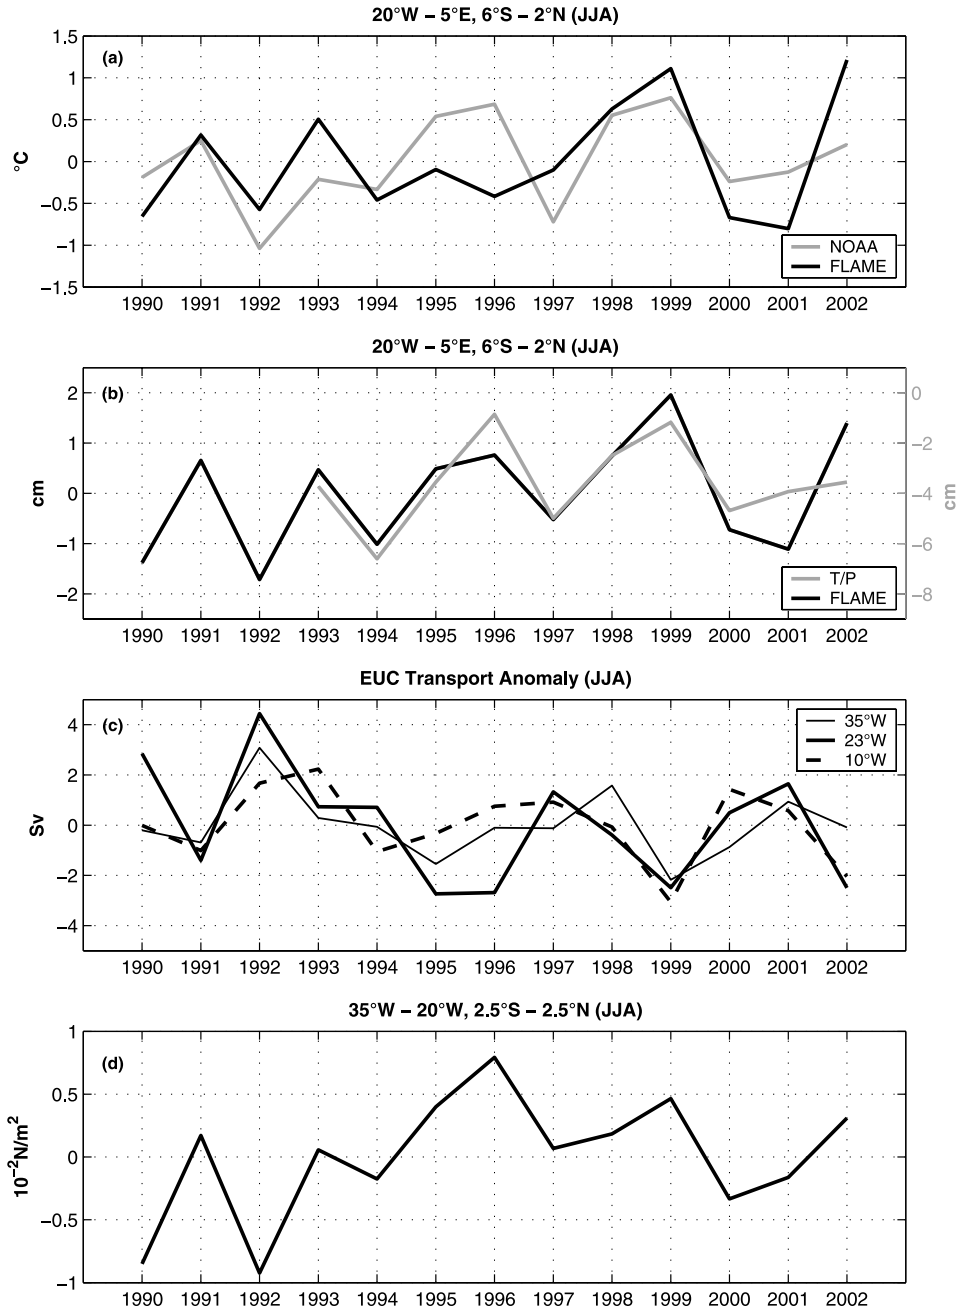 20°W − 5°E, 6°S − 2°N (JJA)
(a)
1.5
1
0.5
0
−0.5
−1
−1.5
°C
NOAA
FLAME
1990 1991 1992 1993 1994 1995 1996 1997 1998 1999 2000 2001 2002
20°W − 5°E, 6°S − 2°N (JJA)
(b)
2
1
0
−1
−2
cm
0
−2
−4
−6
−8
cm
T/P
FLAME
1990 1991 1992 1993 1994 1995 1996 1997 1998 1999 2000 2001 2002
EUC Transport Anomaly (JJA)
(c)
4
2
0
−2
−4
Sv
35°W
23°W
10°W
1990 1991 1992 1993 1994 1995 1996 1997 1998 1999 2000 2001 2002
35°W − 20°W, 2.5°S − 2.5°N (JJA)
(d)
1
0.5
0
−0.5
−1
10⁻²N/m²
1990 1991 1992 1993 1994 1995 1996 1997 1998 1999 2000 2001 2002